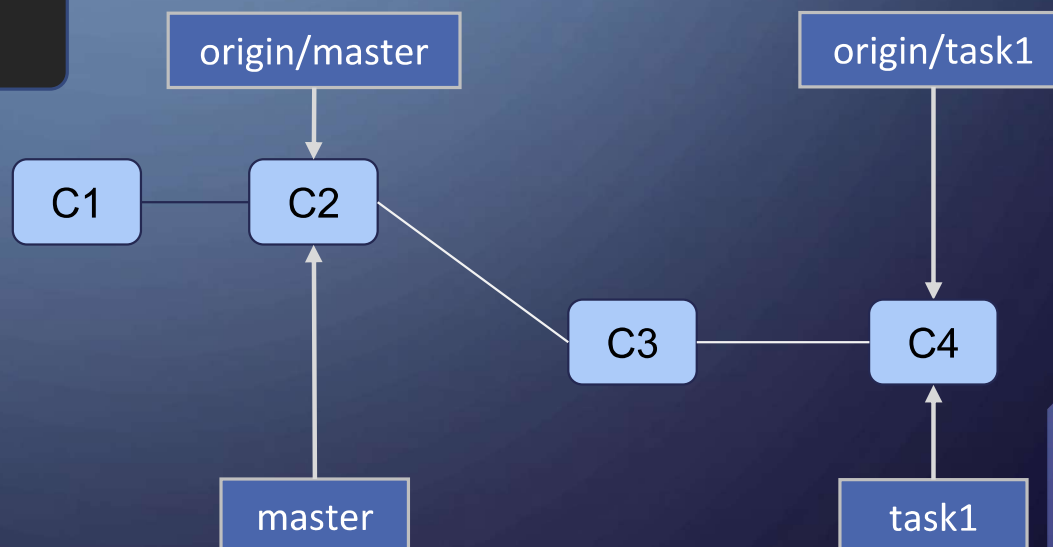 origin/master
origin/task1
C1
C2
C3
C4
master
task1